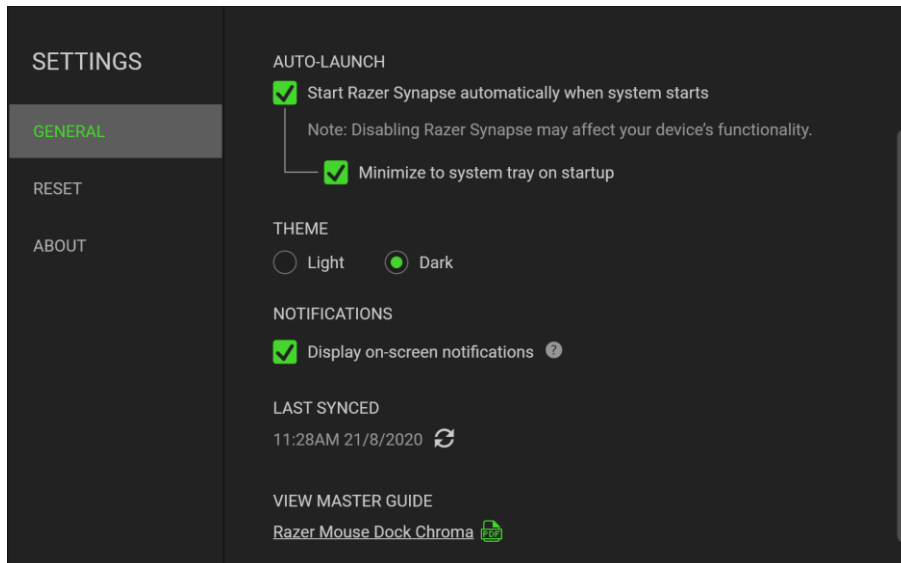 SETTINGS
GENERAL
RESET
ABOUT
AUTO-LAUNCH
Start Razer Synapse automatically when system starts
Note: Disabling Razer Synapse may affect your device’s functionality.
Minimize to system tray on startup
THEME
Light Dark
NOTIFICATIONS
Display on-screen notifications ?
LAST SYNCED
11:28AM 21/8/2020
VIEW MASTER GUIDE
Razer Mouse Dock Chroma PDF